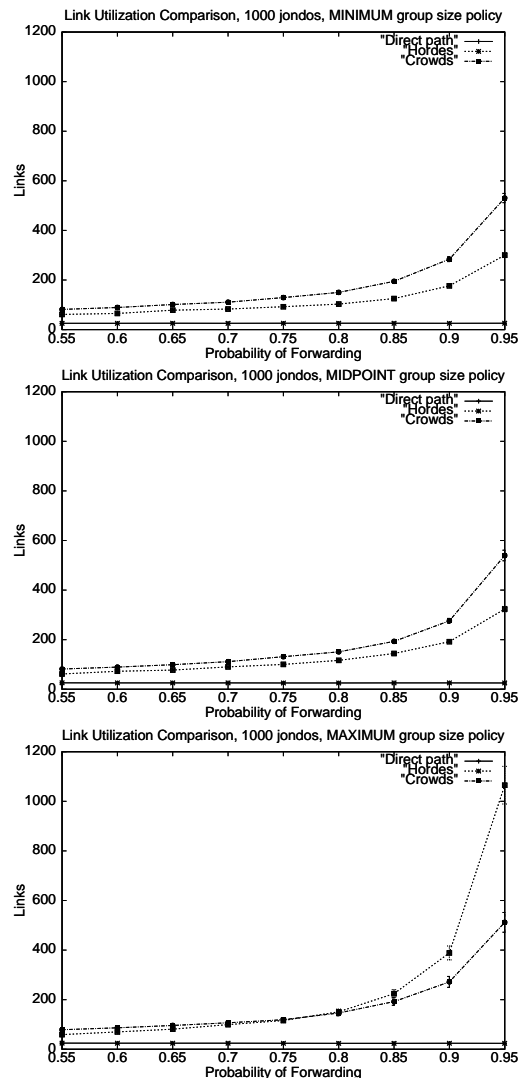 Link Utilization Comparison, 1000 jondos, MINIMUM group size policy
1200
1000
800
600
400
200
0
Links
"Direct path"
"Hordes"
"Crowds"
0.55 0.6 0.65 0.7 0.75 0.8 0.85 0.9 0.95
Probability of Forwarding
Link Utilization Comparison, 1000 jondos, MIDPOINT group size policy
1200
1000
800
600
400
200
0
Links
"Direct path"
"Hordes"
"Crowds"
0.55 0.6 0.65 0.7 0.75 0.8 0.85 0.9 0.95
Probability of Forwarding
Link Utilization Comparison, 1000 jondos, MAXIMUM group size policy
1200
1000
800
600
400
200
0
Links
"Direct path"
"Hordes"
"Crowds"
0.55 0.6 0.65 0.7 0.75 0.8 0.85 0.9 0.95
Probability of Forwarding